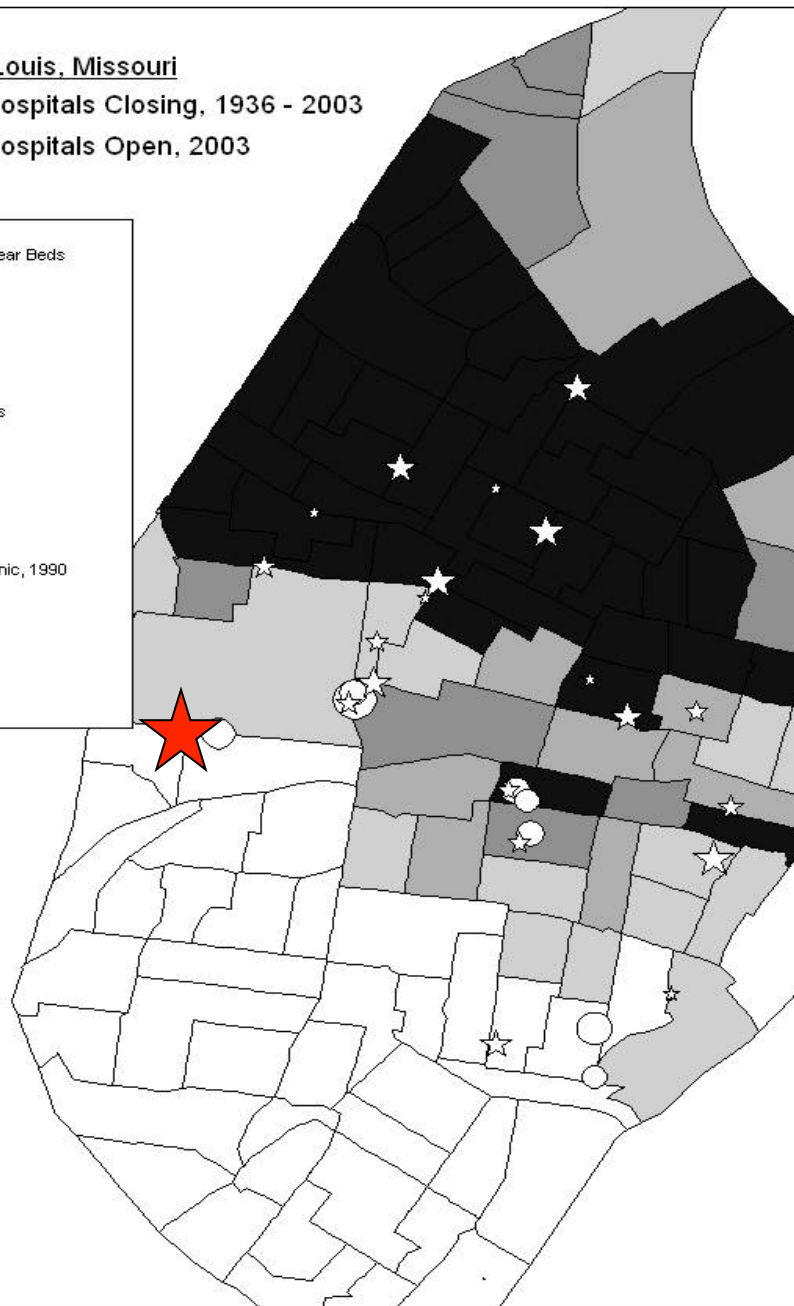 Louis, Missouri
ospitals Closing, 1936 - 2003
ospitals Open, 2003
ear Beds
s
nic, 1990